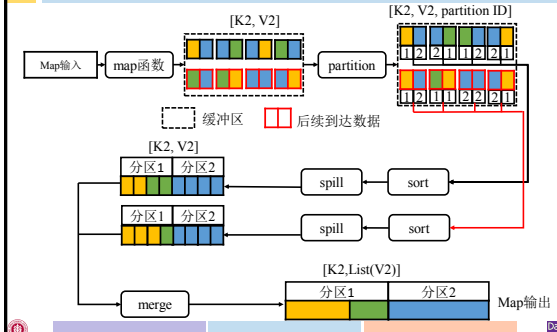 [K2, V2]
[K2, V2, partition ID]
Map输入
map函数
partition
1 2 2 1 1 2 2 1
1 2 1 1 2 2 2 1
缓冲区
后续到达数据
[K2, V2]
分区1 分区2
spill
sort
分区1 分区2
spill
sort
[K2,List(V2)]
分区1 分区2
merge
Map输出